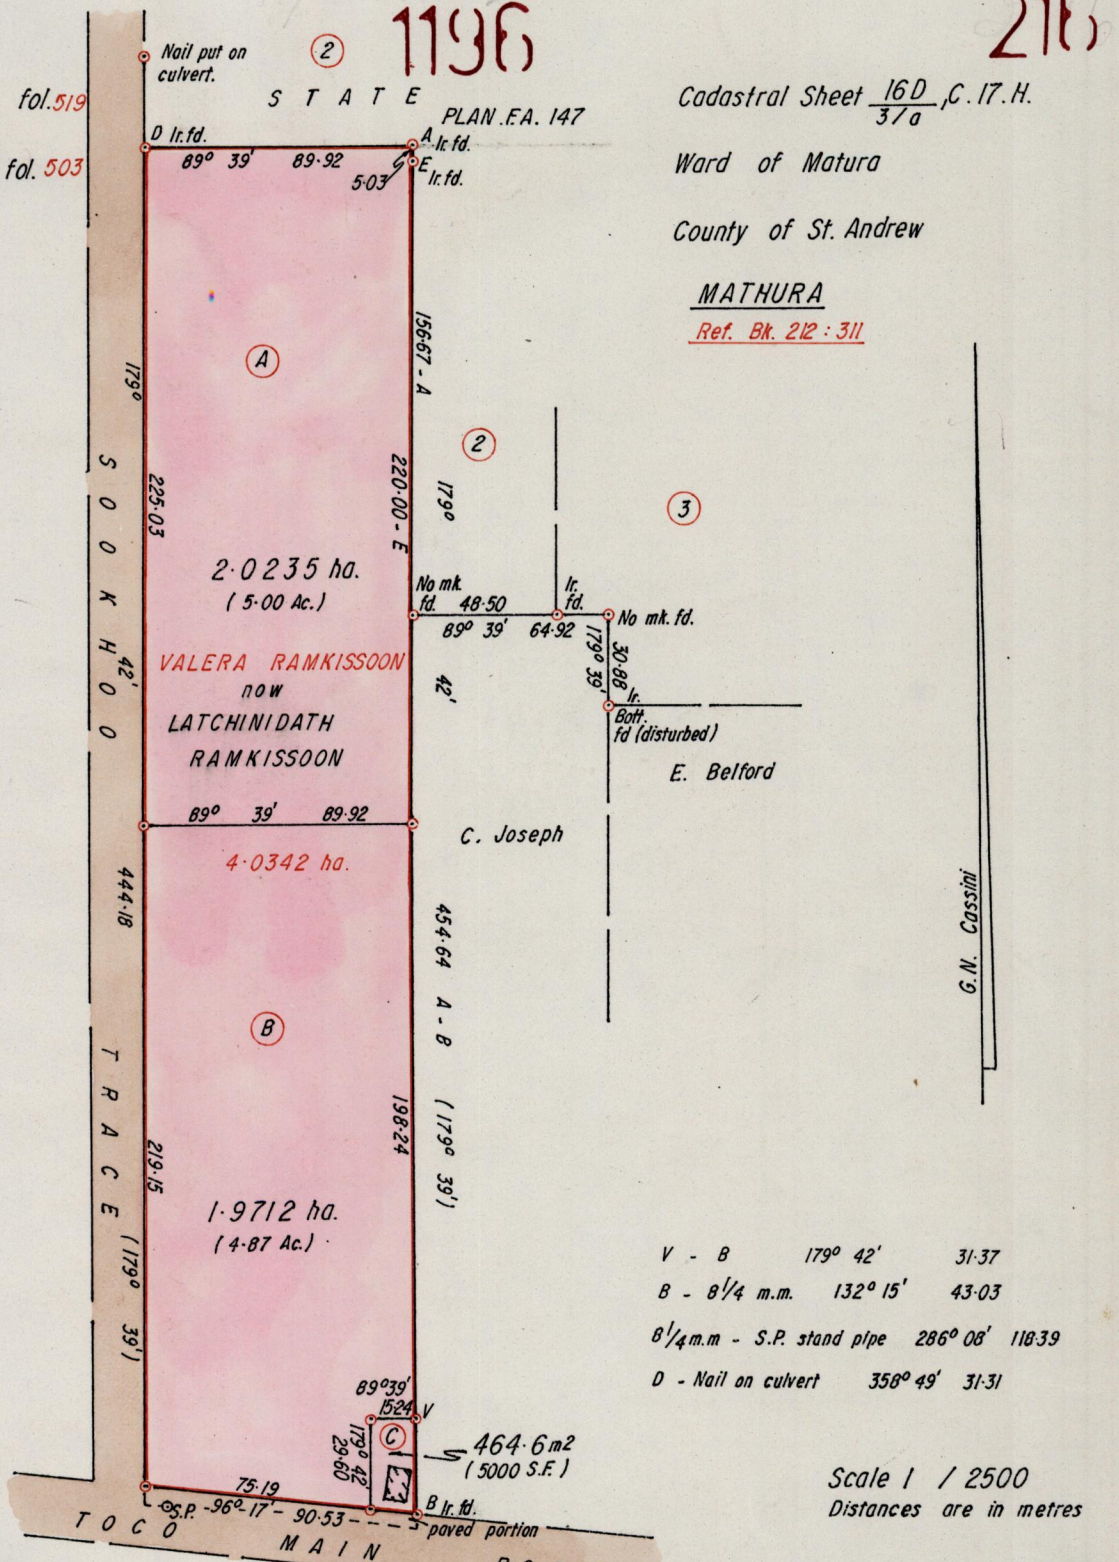 1196
216
Nail put on
culvert.
2
fol.519
S T A T E
PLAN.F.A. 147
Cadastral Sheet 16D/3/a, C. 17. H.
D Ir.fd.
A
Ir fd.
89° 39' 89·92
E
Ir. fd.
5·03
fol. 503
Ward of Matura
County of St. Andrew
MATHURA
Ref. Bk. 212 : 311
A
156·67 - A
179°
2
3
S O O K H O O
225·03
220·00 - E
179°
2·0235 ha.
( 5·00 Ac.)
No mk.
fd.
48·50
Ir.
fd.
No mk. fd.
89° 39' 64·92
179° 39'
30·88
VALERA RAMKISSOON
now
LATCHINIDATH
RAMKISSOON
42'
42'
Ir.
Bott.
fd (disturbed)
E. Belford
89° 39' 89·92
C. Joseph
4·0342 ha.
444·18
454·64 A - B (179° 39')
G.N. Cassini
B
T R A C E (179° 39')
219·15
198·24
1·9712 ha.
( 4·87 Ac.)
V - B 179° 42' 31·37
B - 8 1/4 m.m. 132° 15' 43·03
8 1/4 m.m - S.P. stand pipe 286° 08' 118·39
D - Nail on culvert 358° 49' 31·31
89°39'
15·24
V
C
179° 42'
29·60
464·6 m2
( 5000 S.F. )
75·19
S.P. -96°-17'- 90·53
B Ir. fd.
paved portion
T O C O
M A I N
Scale 1 / 2500
Distances are in metres